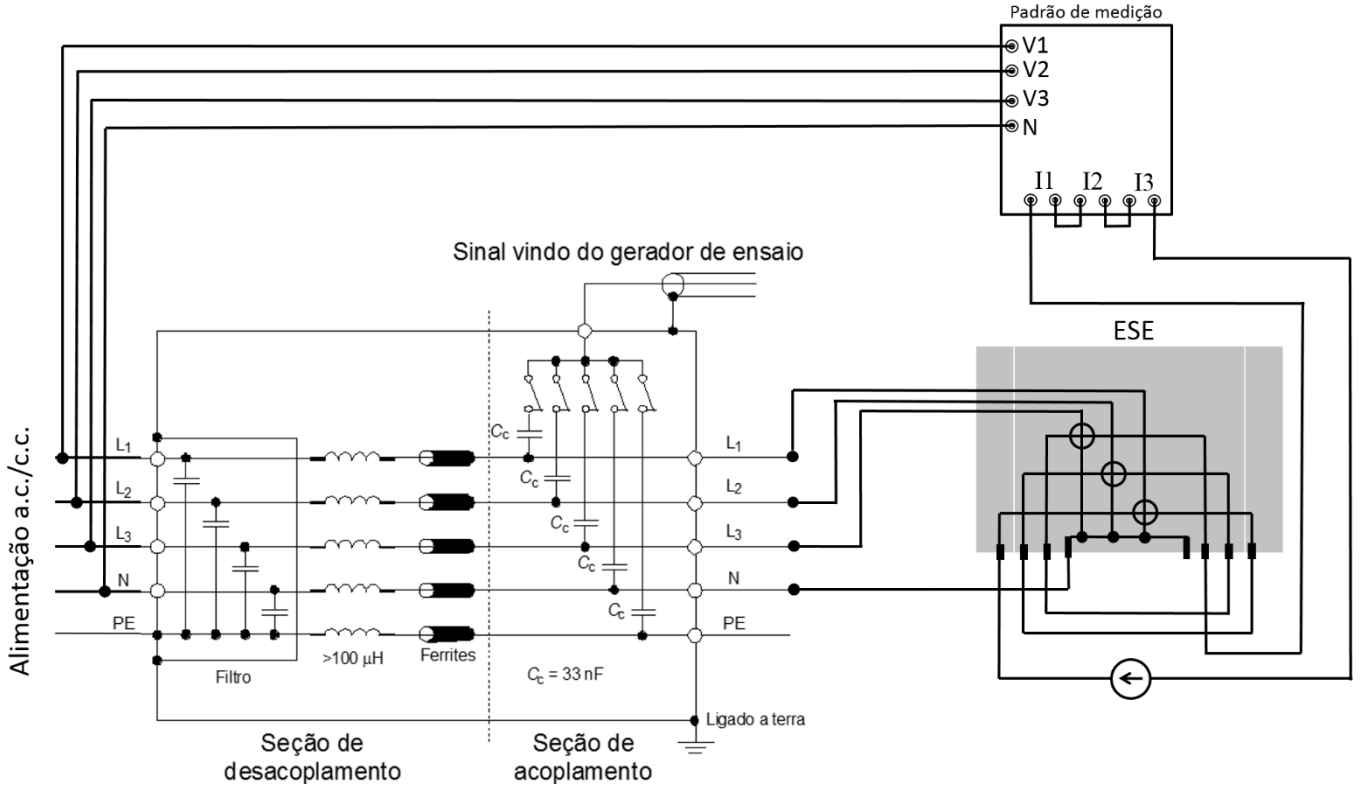 Padrão de medição
V1
V2
V3
N
I1 I2 I3
Sinal vindo do gerador de ensaio
ESE
Alimentação a.c./c.c.
L1
L2
L3
N
PE
Cc
Cc
Cc
Cc
Cc
L1
L2
L3
N
PE
Filtro
>100 μH
Ferrites
Cc = 33 nF
Ligado a terra
Seção de
desacoplamento
Seção de
acoplamento